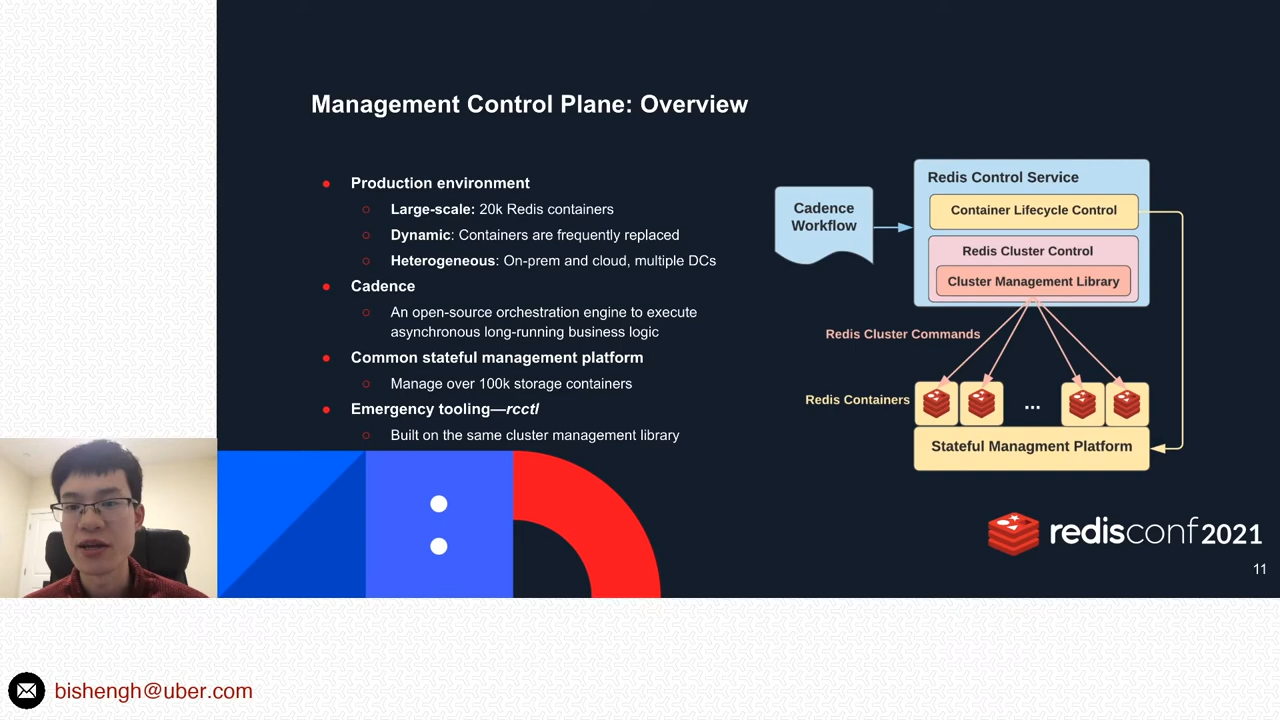 Management Control Plane: Overview
● Production environment
○ Large-scale: 20k Redis containers
○ Dynamic: Containers are frequently replaced
○ Heterogeneous: On-prem and cloud, multiple DCs
● Cadence
○ An open-source orchestration engine to execute
asynchronous long-running business logic
● Common stateful management platform
○ Manage over 100k storage containers
● Emergency tooling—rcctl
○ Built on the same cluster management library
Cadence
Workflow
Redis Control Service
Container Lifecycle Control
Redis Cluster Control
Cluster Management Library
Redis Cluster Commands
Redis Containers
...
Stateful Managment Platform
redisconf 2021
11
bishengh@uber.com